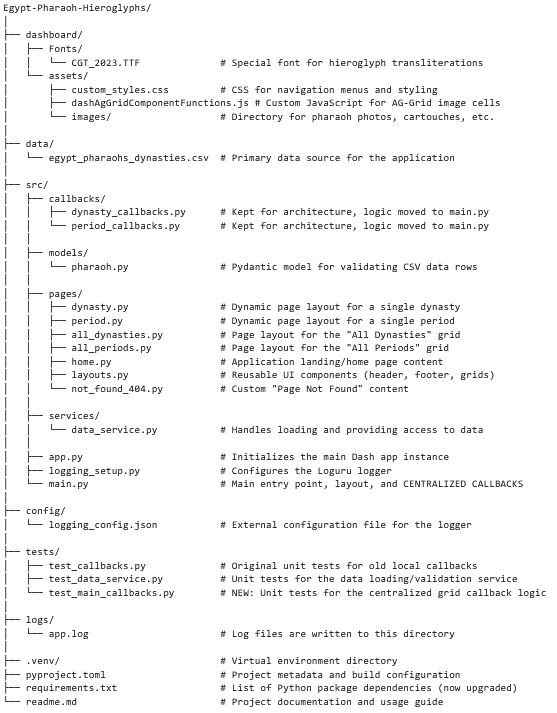 Egypt-Pharaoh-Hieroglyphs/
│
├── dashboard/
│   ├── Fonts/
│   │   └── CGT_2023.TTF              # Special font for hieroglyph transliterations
│   └── assets/
│       ├── custom_styles.css         # CSS for navigation menus and styling
│       ├── dashAgGridComponentFunctions.js # Custom JavaScript for AG-Grid image cells
│       └── images/                   # Directory for pharaoh photos, cartouches, etc.
│
├── data/
│   └── egypt_pharaohs_dynasties.csv  # Primary data source for the application
│
├── src/
│   ├── callbacks/
│   │   ├── dynasty_callbacks.py      # Kept for architecture, logic moved to main.py
│   │   └── period_callbacks.py       # Kept for architecture, logic moved to main.py
│   │
│   ├── models/
│   │   └── pharaoh.py                # Pydantic model for validating CSV data rows
│   │
│   ├── pages/
│   │   ├── dynasty.py                # Dynamic page layout for a single dynasty
│   │   ├── period.py                 # Dynamic page layout for a single period
│   │   ├── all_dynasties.py          # Page layout for the "All Dynasties" grid
│   │   ├── all_periods.py            # Page layout for the "All Periods" grid
│   │   ├── home.py                   # Application landing/home page content
│   │   ├── layouts.py                # Reusable UI components (header, footer, grids)
│   │   └── not_found_404.py          # Custom "Page Not Found" content
│   │
│   ├── services/
│   │   └── data_service.py           # Handles loading and providing access to data
│   │
│   ├── app.py                        # Initializes the main Dash app instance
│   ├── logging_setup.py              # Configures the Loguru logger
│   └── main.py                       # Main entry point, layout, and CENTRALIZED CALLBACKS
│
├── config/
│   └── logging_config.json           # External configuration file for the logger
│
├── tests/
│   ├── test_callbacks.py             # Original unit tests for old local callbacks
│   ├── test_data_service.py          # Unit tests for the data loading/validation service
│   └── test_main_callbacks.py        # NEW: Unit tests for the centralized grid callback logic
│
├── logs/
│   └── app.log                       # Log files are written to this directory
│
├── .venv/                            # Virtual environment directory
├── pyproject.toml                    # Project metadata and build configuration
├── requirements.txt                  # List of Python package dependencies (now upgraded)
└── readme.md                         # Project documentation and usage guide